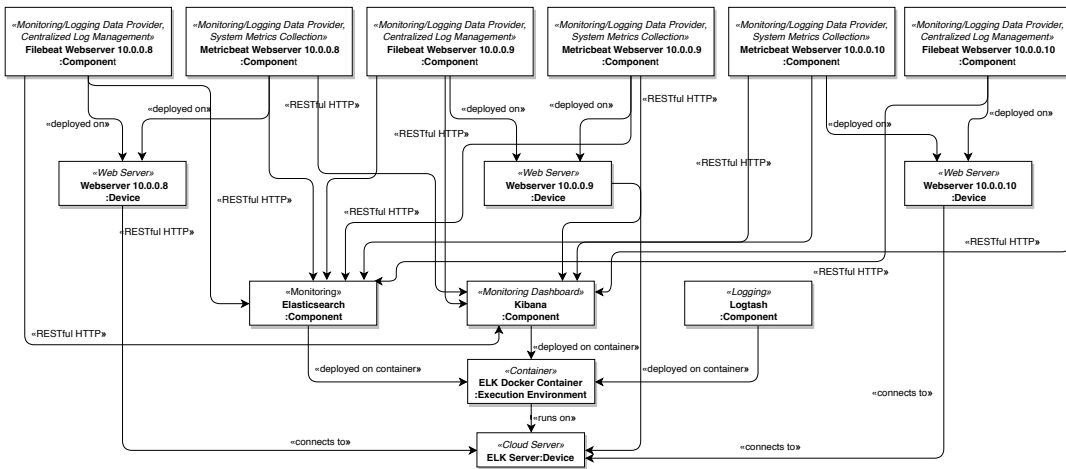 «Monitoring/Logging Data Provider,
Centralized Log Management»
Filebeat Webserver 10.0.0.8
:Component
«Monitoring/Logging Data Provider,
System Metrics Collection»
Metricbeat Webserver 10.0.0.8
:Component
«Monitoring/Logging Data Provider,
Centralized Log Management»
Filebeat Webserver 10.0.0.9
:Component
«Monitoring/Logging Data Provider,
System Metrics Collection»
Metricbeat Webserver 10.0.0.9
:Component
«Monitoring/Logging Data Provider,
System Metrics Collection»
Metricbeat Webserver 10.0.0.10
:Component
«Monitoring/Logging Data Provider,
Centralized Log Management»
Filebeat Webserver 10.0.0.10
:Component
«RESTful HTTP»
«RESTful HTTP»
«deployed on»
«deployed on»
«deployed on»
«deployed on»
«deployed on»
«deployed on»
«RESTful HTTP»
«RESTful HTTP»
«Web Server»
Webserver 10.0.0.8
:Device
«Web Server»
Webserver 10.0.0.9
:Device
«Web Server»
Webserver 10.0.0.10
:Device
«RESTful HTTP»
«RESTful HTTP»
«RESTful HTTP»
«RESTful HTTP»
«RESTful HTTP»
«RESTful HTTP»
«Monitoring»
Elasticsearch
:Component
«Monitoring Dashboard»
Kibana
:Component
«Logging»
Logtash
:Component
«RESTful HTTP»
«deployed on container»
«deployed on container»
«deployed on container»
«Container»
ELK Docker Container
:Execution Environment
«connects to»
«runs on»
«connects to»
«connects to»
«Cloud Server»
ELK Server:Device